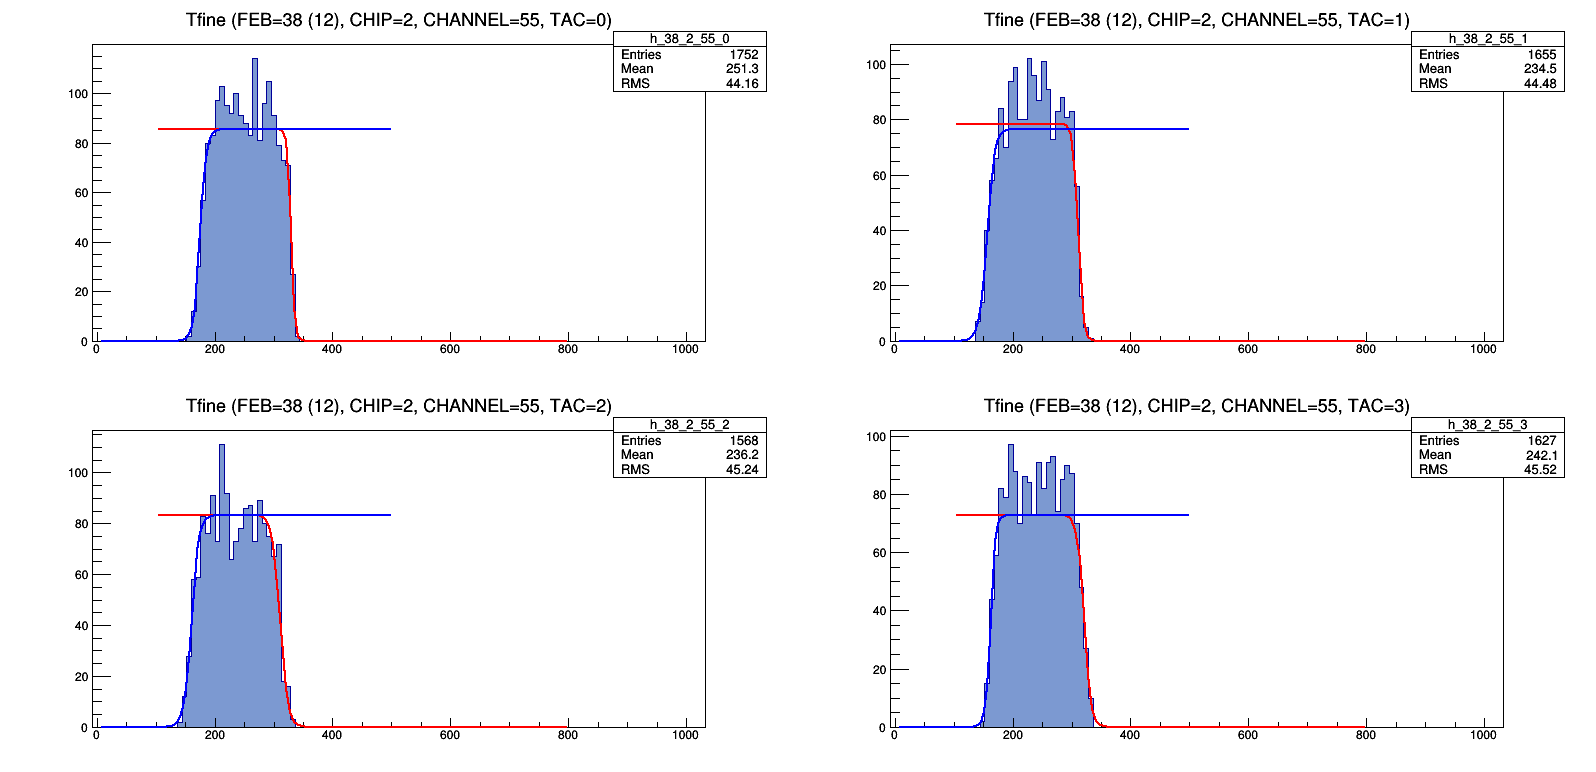 Tfine (FEB=38 (12), CHIP=2, CHANNEL=55, TAC=0)
h_38_2_55_0
Entries 1752
Mean 251.3
RMS 44.16
100
80
60
40
20
0
0 200 400 600 800 1000
Tfine (FEB=38 (12), CHIP=2, CHANNEL=55, TAC=1)
h_38_2_55_1
Entries 1655
Mean 234.5
RMS 44.48
100
80
60
40
20
0
0 200 400 600 800 1000
Tfine (FEB=38 (12), CHIP=2, CHANNEL=55, TAC=2)
h_38_2_55_2
Entries 1568
Mean 236.2
RMS 45.24
100
80
60
40
20
0
0 200 400 600 800 1000
Tfine (FEB=38 (12), CHIP=2, CHANNEL=55, TAC=3)
h_38_2_55_3
Entries 1627
Mean 242.1
RMS 45.52
100
80
60
40
20
0
0 200 400 600 800 1000